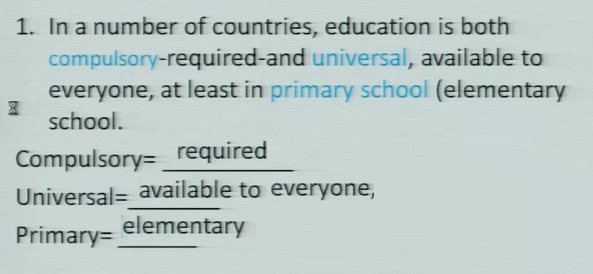 1. In a number of countries, education is both
compulsory-required-and universal, available to
everyone, at least in primary school (elementary
school.
Compulsory= required
Universal= available to everyone,
Primary= elementary